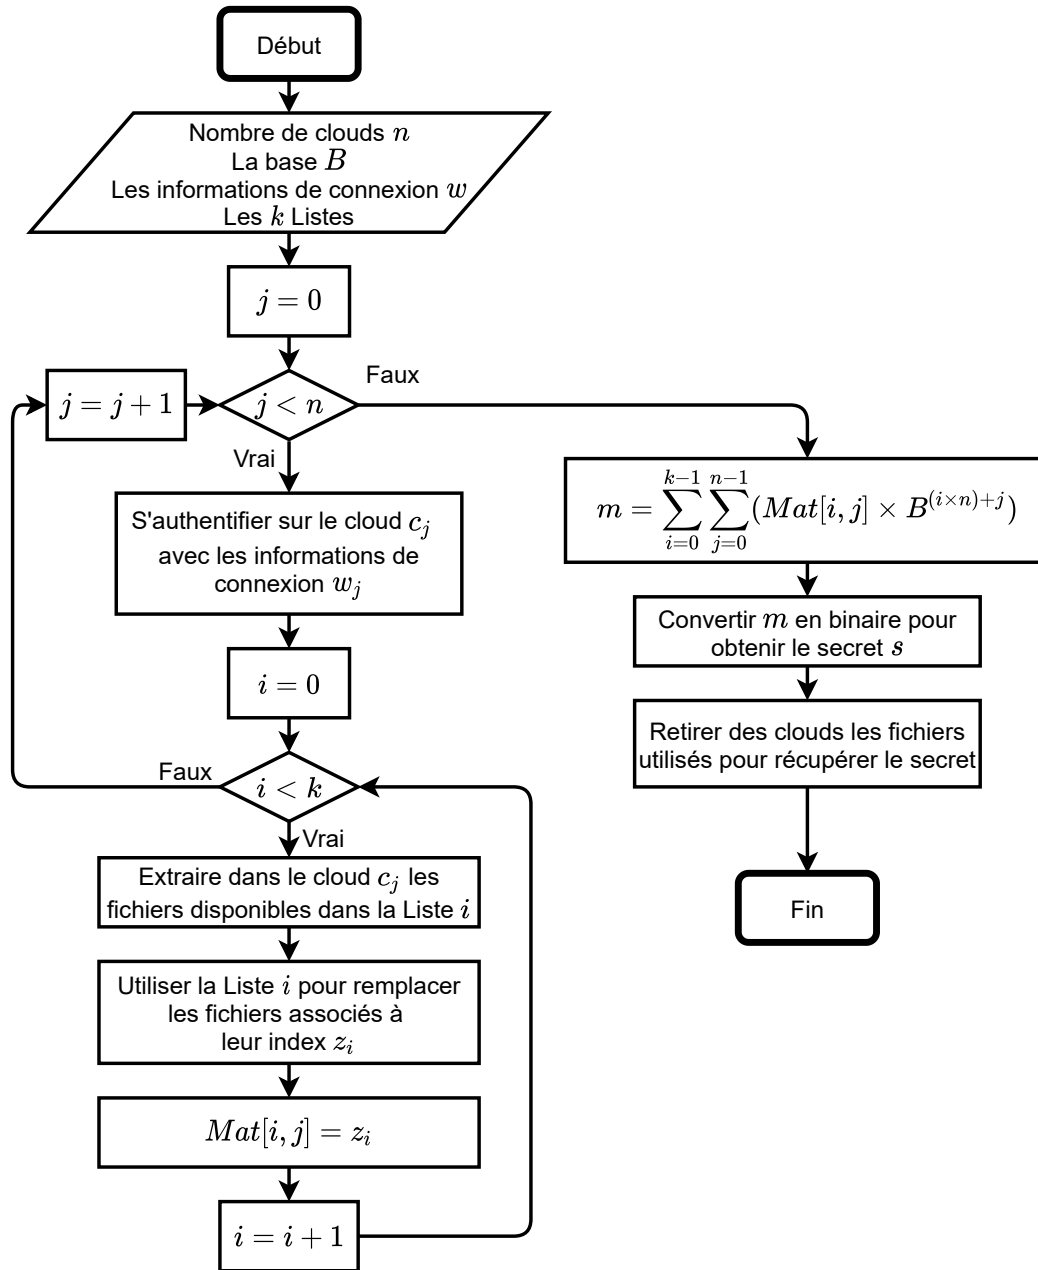 Début
Nombre de clouds n
La base B
Les informations de connexion w
Les k Listes
j = 0
j = j + 1
j < n
Faux
Vrai
S'authentifier sur le cloud c_j
avec les informations de
connexion w_j
i = 0
i < k
Faux
Vrai
Extraire dans le cloud c_j les
fichiers disponibles dans la Liste i
Utiliser la Liste i pour remplacer
les fichiers associés à
leur index z_i
Mat[i, j] = z_i
i = i + 1
m = \sum_{i=0}^{k-1} \sum_{j=0}^{n-1} (Mat[i, j] × B^{(i×n)+j})
Convertir m en binaire pour
obtenir le secret s
Retirer des clouds les fichiers
utilisés pour récupérer le secret
Fin